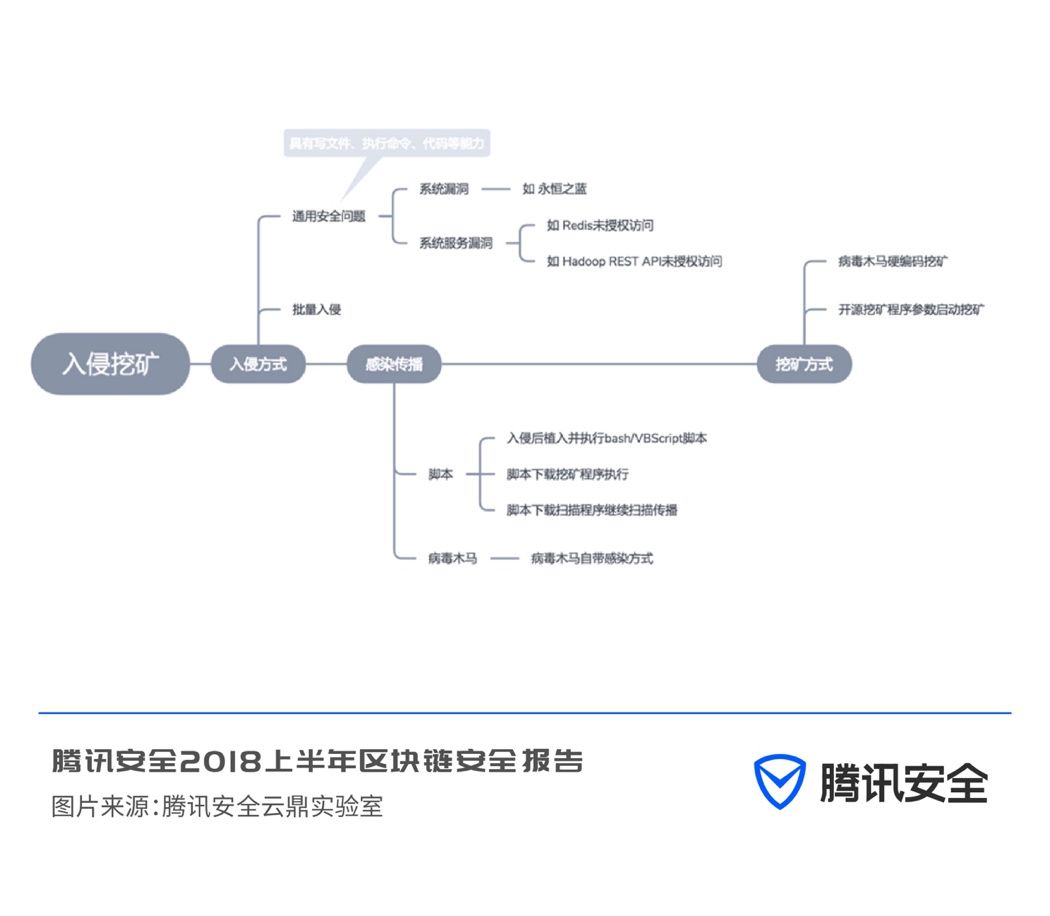 具有写文件、执行命令、代码等能力
系统漏洞
如 永恒之蓝
通用安全问题
如 Redis未授权访问
系统服务漏洞
如 Hadoop REST API未授权访问
病毒木马硬编码挖矿
批量入侵
开源挖矿程序参数启动挖矿
入侵挖矿
入侵方式
感染传播
挖矿方式
入侵后植入并执行bash/VBScript脚本
脚本
脚本下载挖矿程序执行
脚本下载扫描程序继续扫描传播
病毒木马
病毒木马自带感染方式
腾讯安全2018上半年区块链安全报告
图片来源:腾讯安全云鼎实验室
腾讯安全